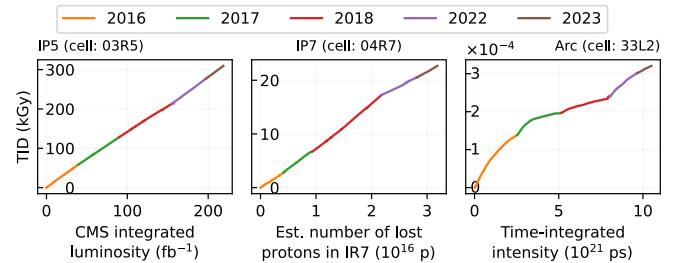 2016 2017 2018 2022 2023
IP5 (cell: 03R5) IP7 (cell: 04R7) ×10⁻⁴ Arc (cell: 33L2)
TID (kGy)
300
200
100
0
20
10
0
3
2
1
0
0 100 200
0 1 2 3
0 5 10
CMS integrated
luminosity (fb⁻¹)
Est. number of lost
protons in IR7 (10¹⁶ p)
Time-integrated
intensity (10²¹ ps)